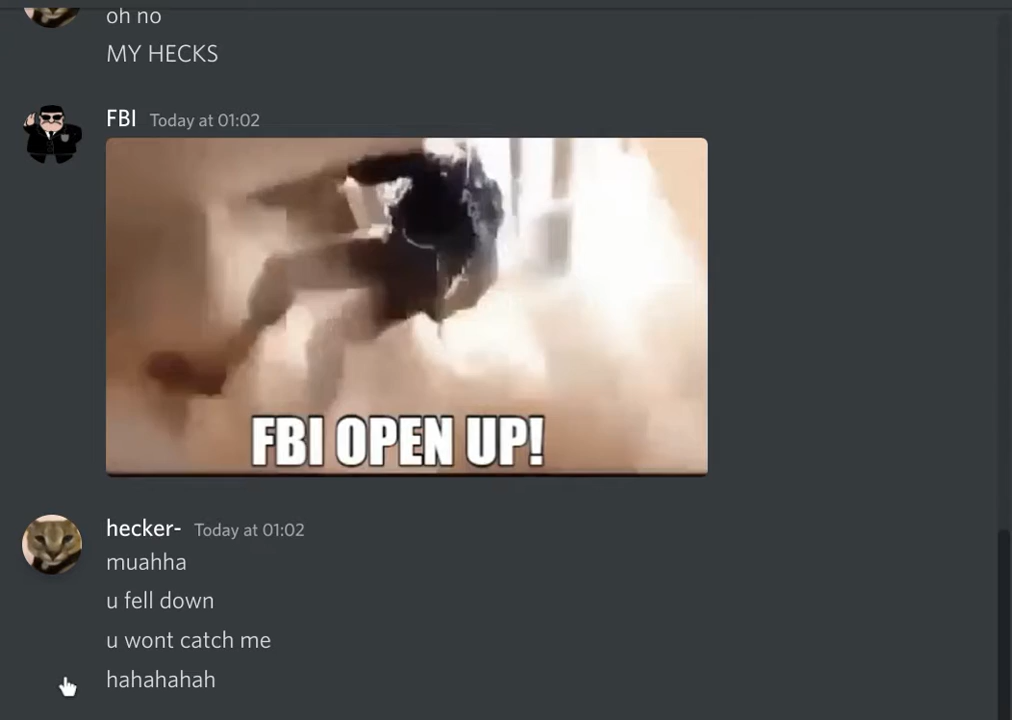 oh no
MY HECKS
FBI Today at 01:02
FBI OPEN UP!
hecker- Today at 01:02
muahha
u fell down
u wont catch me
hahahahah